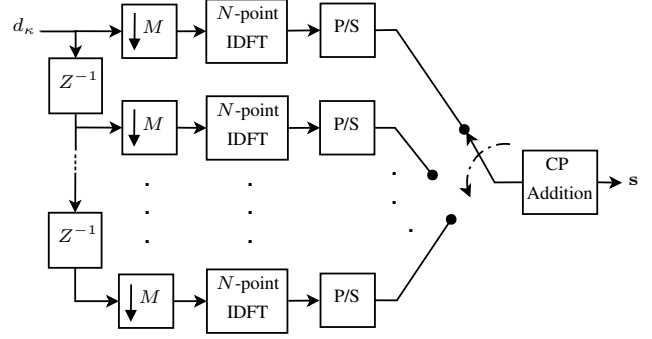 d_κ
M
N-point
IDFT
P/S
Z⁻¹
M
N-point
IDFT
P/S
CP
Addition
s
Z⁻¹
M
N-point
IDFT
P/S